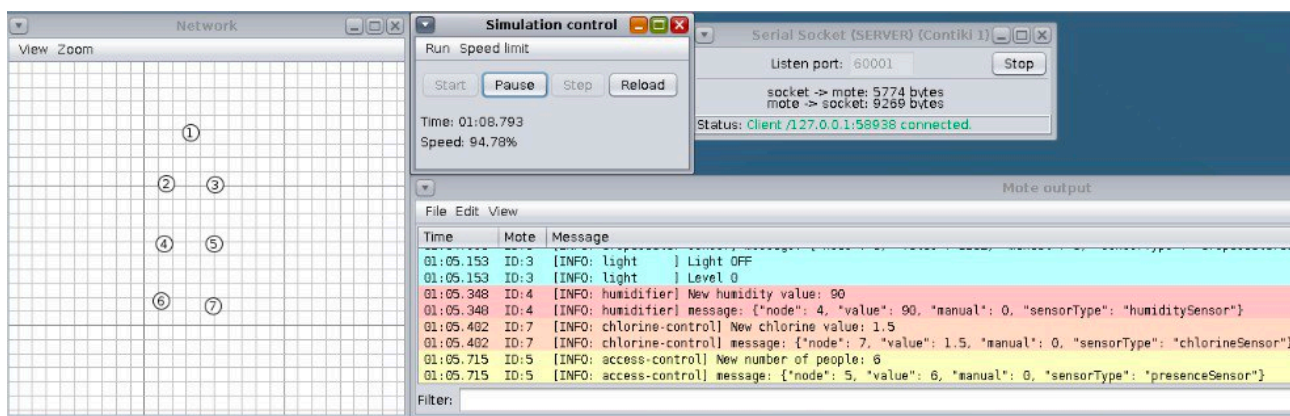 Network
View Zoom
1
2 3
4 5
6 7
Simulation control
Run Speed limit
Start Pause Step Reload
Time: 01:08.793
Speed: 94.78%
Serial Socket (SERVER) (Contiki 1)
Listen port: 60001 Stop
socket -> mote: 5774 bytes
mote -> socket: 9269 bytes
Status: Client /127.0.0.1:58938 connected.
Mote output
File Edit View
Time Mote Message
01:05.153 ID:3 [INFO: light ] Light OFF
01:05.153 ID:3 [INFO: light ] Level 0
01:05.348 ID:4 [INFO: humidifier] New humidity value: 90
01:05.348 ID:4 [INFO: humidifier] message: {"node": 4, "value": 90, "manual": 0, "sensorType": "humiditySensor"}
01:05.402 ID:7 [INFO: chlorine-control] New chlorine value: 1.5
01:05.402 ID:7 [INFO: chlorine-control] message: {"node": 7, "value": 1.5, "manual": 0, "sensorType": "chlorineSensor"}
01:05.715 ID:5 [INFO: access-control] New number of people: 6
01:05.715 ID:5 [INFO: access-control] message: {"node": 5, "value": 6, "manual": 0, "sensorType": "presenceSensor"}
Filter: